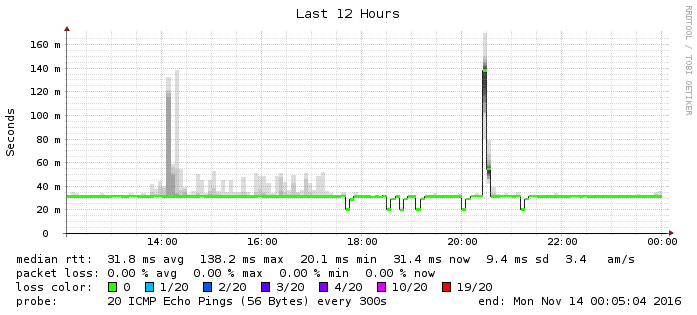 Last 12 Hours
RRDTOOL / TOBI OETIKER
Seconds
160 m
140 m
120 m
100 m
80 m
60 m
40 m
20 m
0
14:00 16:00 18:00 20:00 22:00 00:00
median rtt: 31.8 ms avg 138.2 ms max 20.1 ms min 31.4 ms now 9.4 ms sd 3.4 am/s
packet loss: 0.00 % avg 0.00 % max 0.00 % min 0.00 % now
loss color: 0 1/20 2/20 3/20 4/20 10/20 19/20
probe: 20 ICMP Echo Pings (56 Bytes) every 300s end: Mon Nov 14 00:05:04 2016